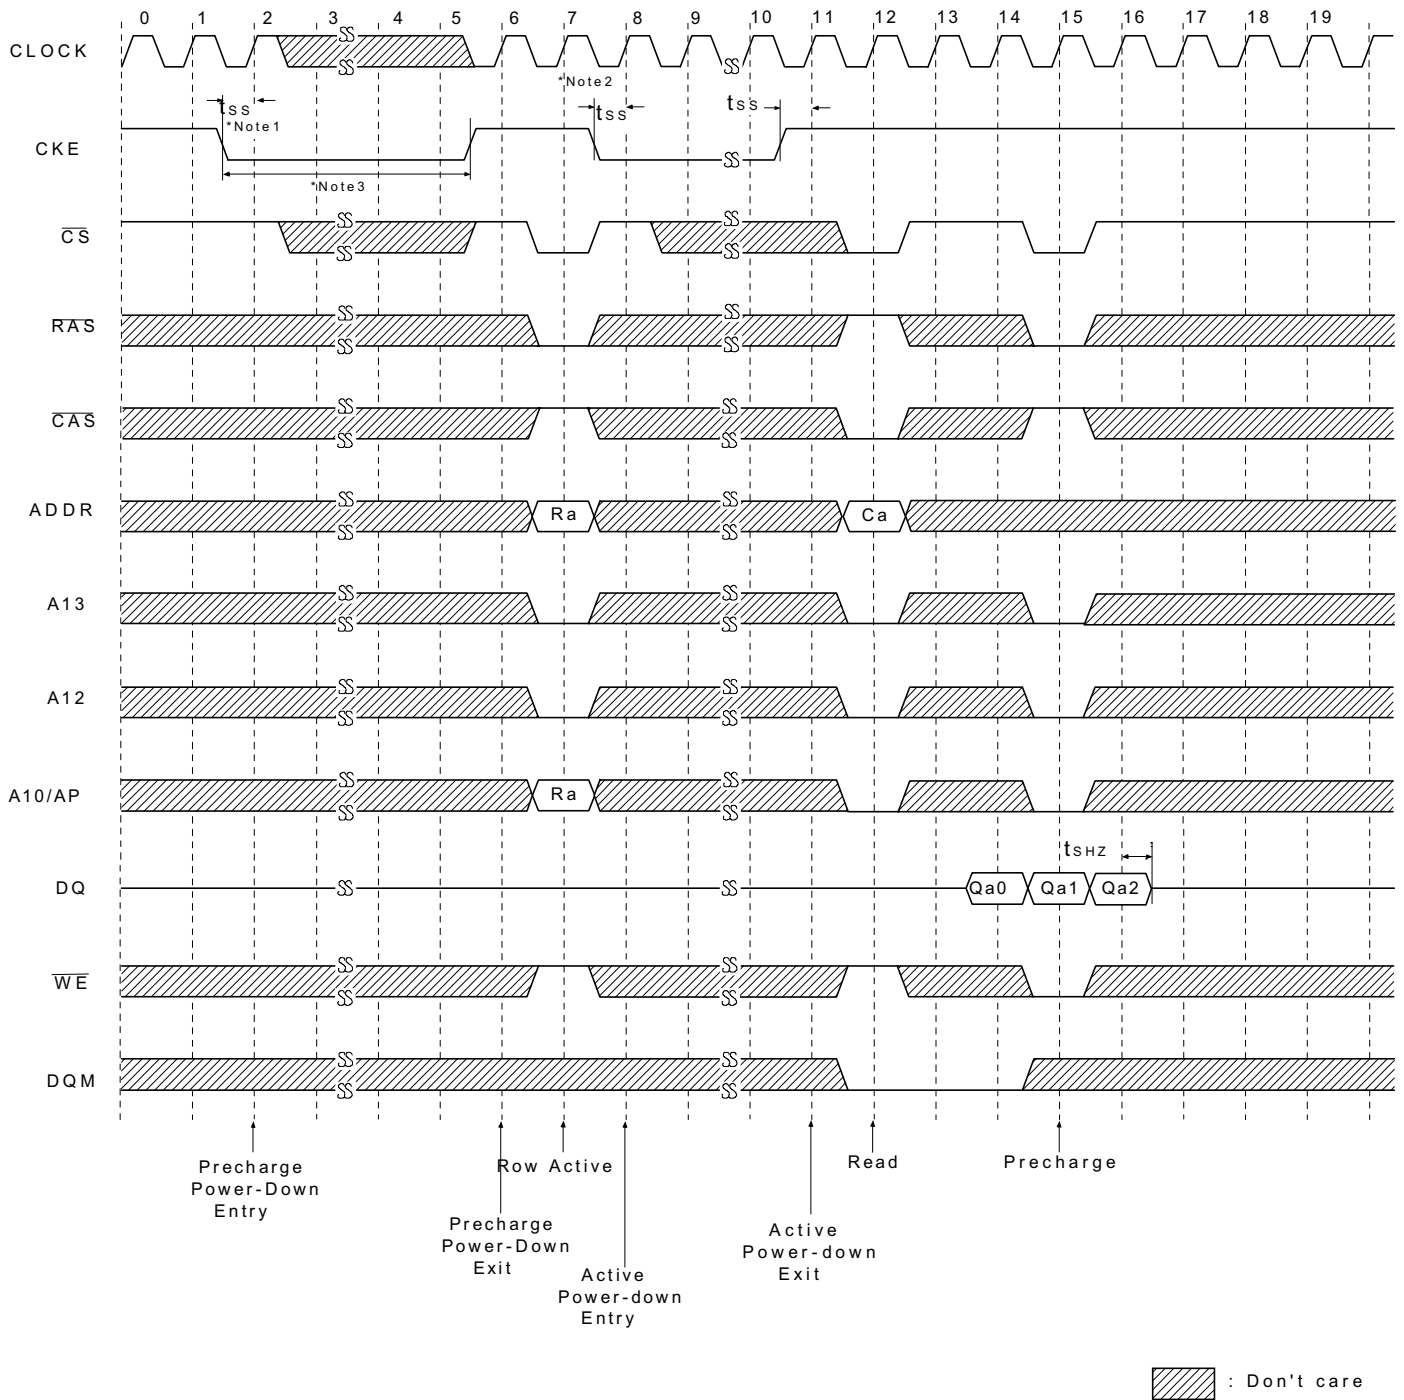 0 1 2 3 4 5 6 7 8 9 10 11 12 13 14 15 16 17 18 19
CLOCK
*Note2
tSS
tSS
tSS
*Note1
CKE
*Note3
CS
RAS
CAS
ADDR
Ra
Ca
A13
A12
A10/AP
Ra
tSHZ
DQ
Qa0
Qa1
Qa2
WE
DQM
Precharge
Power-Down
Entry
Row Active
Read
Precharge
Precharge
Power-Down
Exit
Active
Power-down
Exit
Active
Power-down
Entry
: Don't care